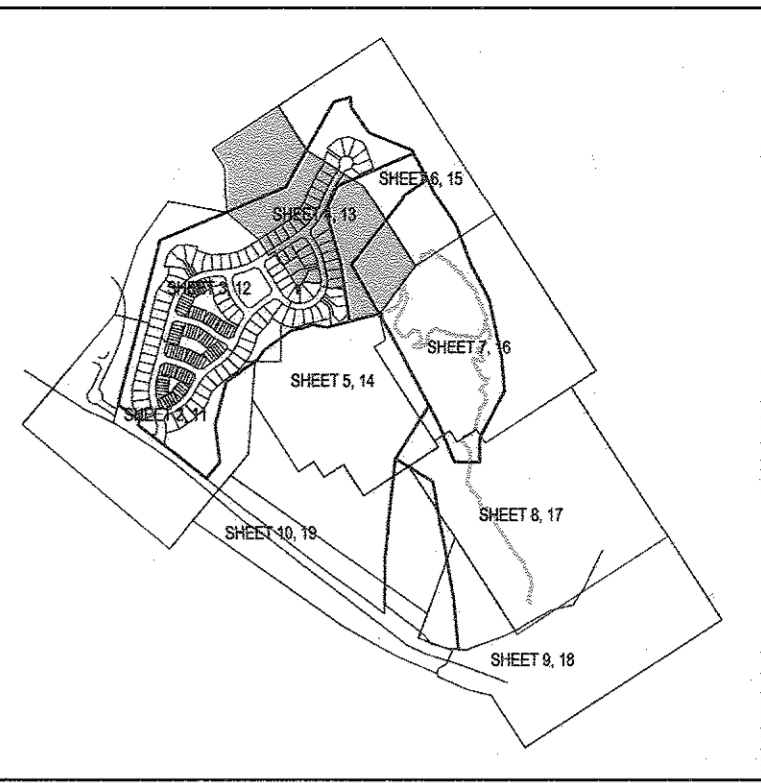 SHEET 6, 15
SHEET 4, 13
SHEET 3, 12
SHEET 7, 16
SHEET 5, 14
SHEET 2, 11
SHEET 8, 17
SHEET 10, 19
SHEET 9, 18